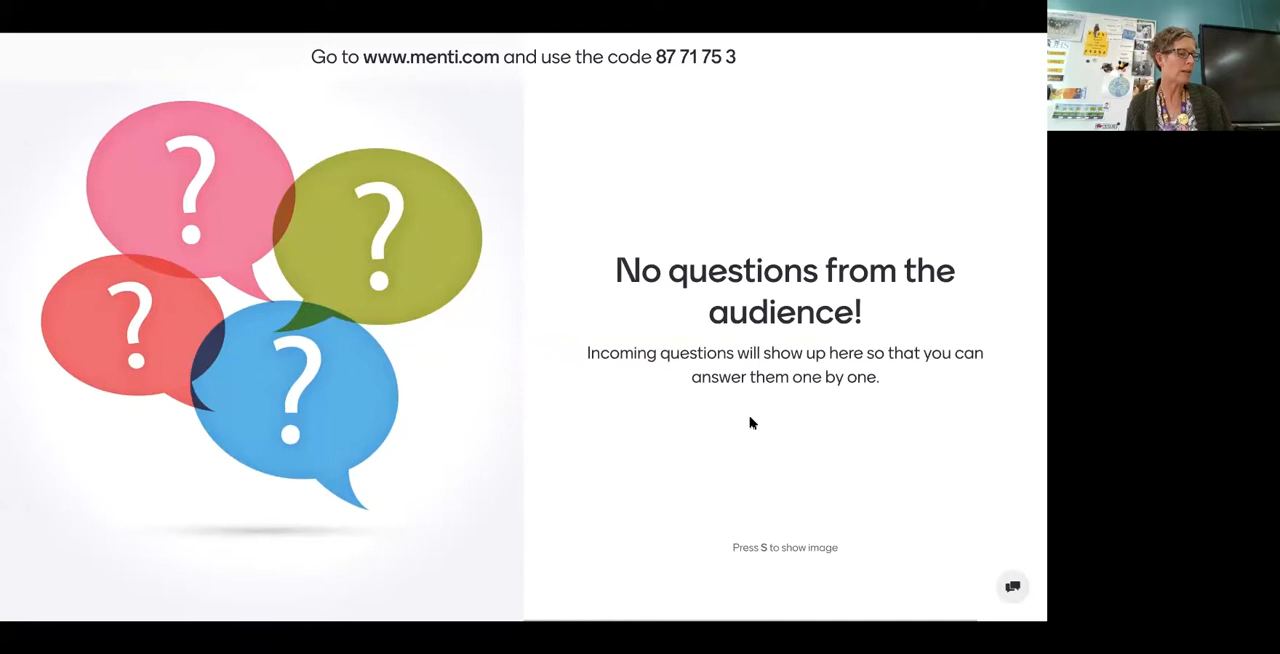 Go to www.menti.com and use the code 87 71 75 3
?
?
?
?
No questions from the
audience!
Incoming questions will show up here so that you can
answer them one by one.
Press S to show image